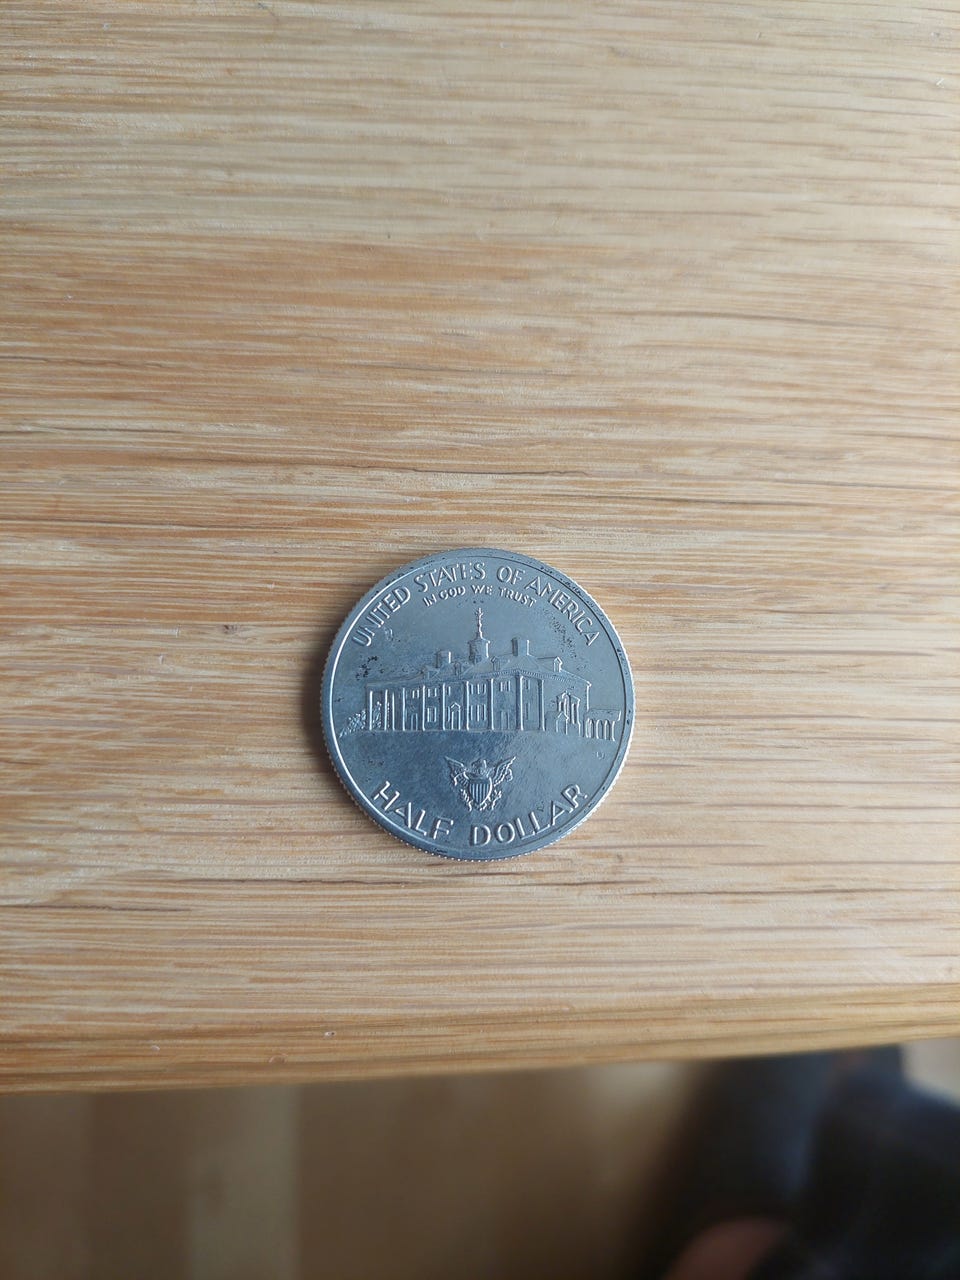 UNITED STATES OF AMERICA
IN GOD WE TRUST
HALF DOLLAR